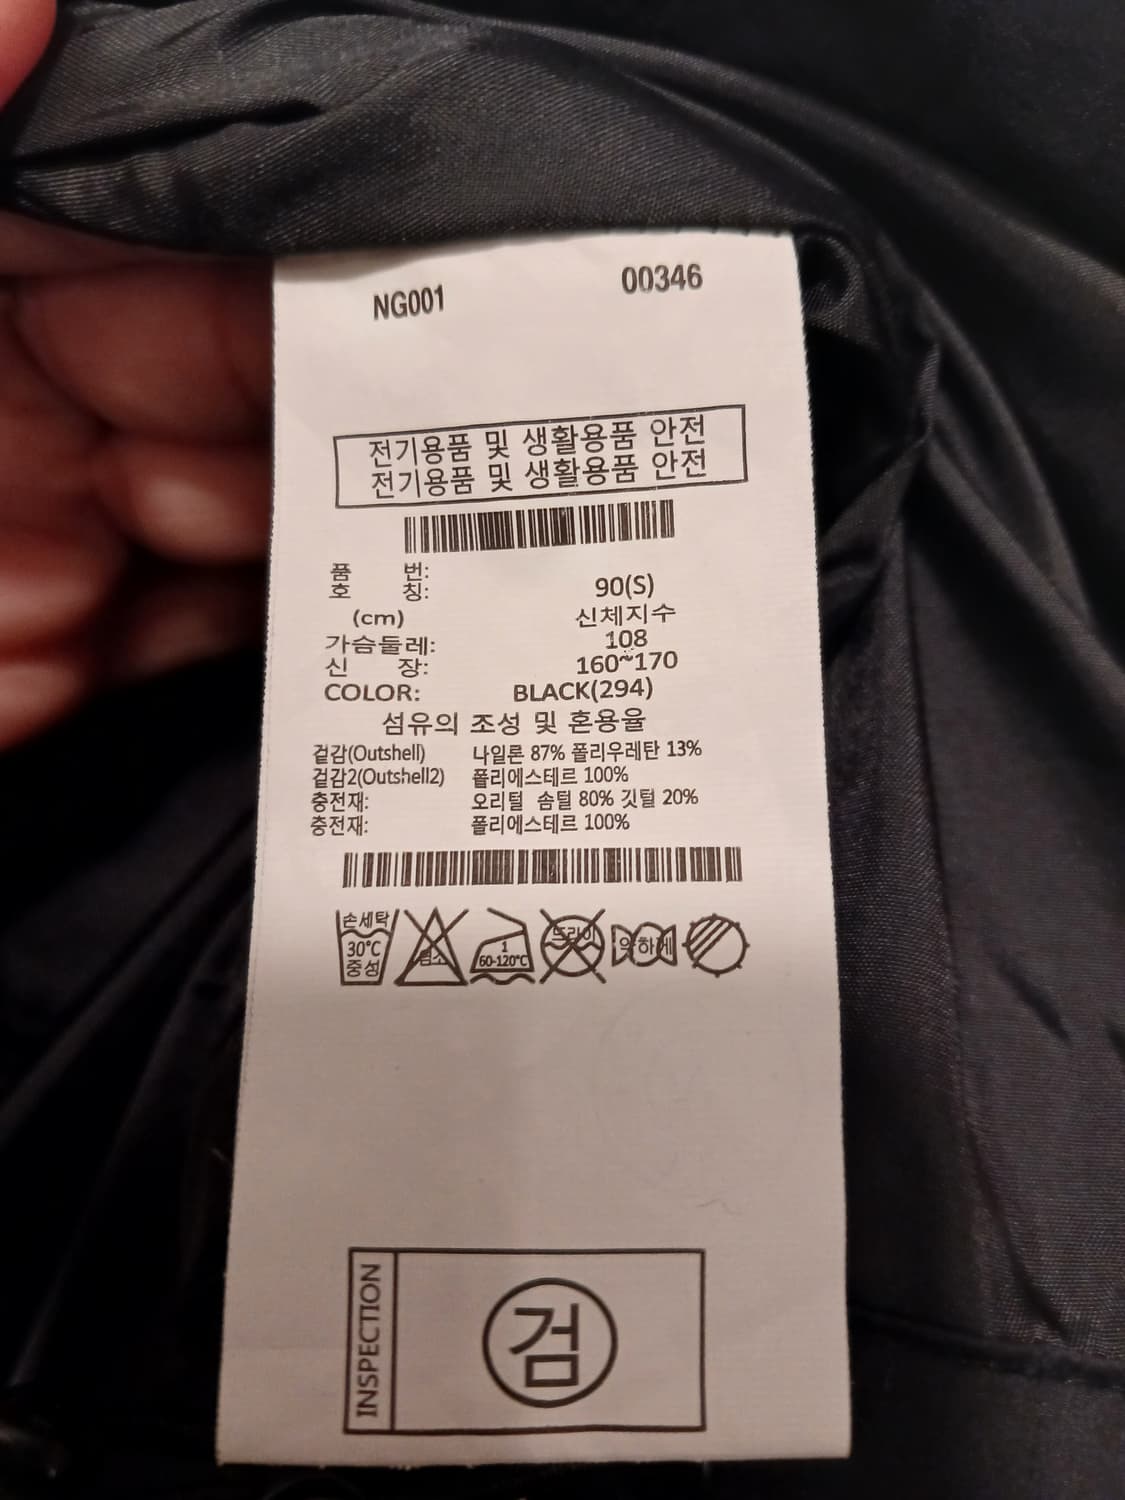 NG001 00346
전기용품 및 생활용품 안전
전기용품 및 생활용품 안전
품 번:
호 칭: 90(S)
(cm) 신체지수
가슴둘레: 108
신 장: 160~170
COLOR: BLACK(294)
섬유의 조성 및 혼용율
겉감(Outshell) 나일론 87% 폴리우레탄 13%
겉감2(Outshell2) 폴리에스테르 100%
충전재: 오리털 솜털 80% 깃털 20%
충전재: 폴리에스테르 100%
손세탁 30°C 중성
염소
1 60-120°C
드라이
약하게
INSPECTION
검